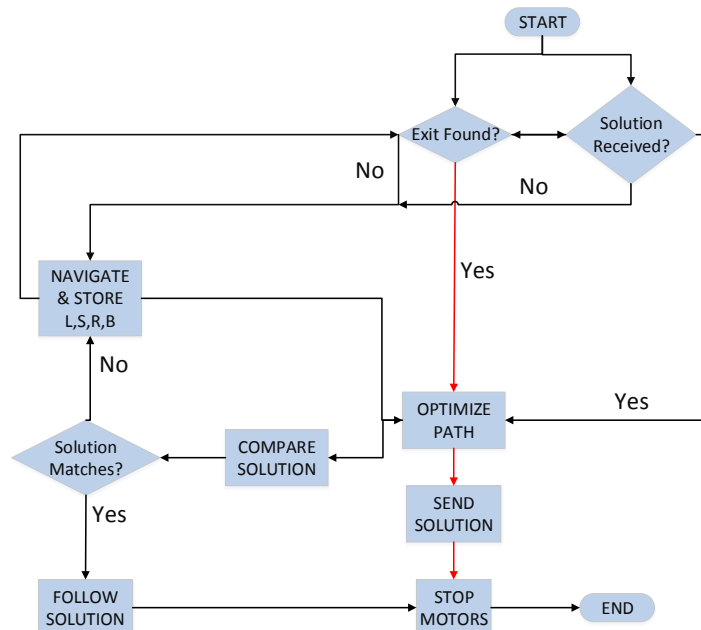 START
Exit Found?
Solution
Received?
No
No
NAVIGATE
& STORE
L,S,R,B
Yes
No
OPTIMIZE
PATH
Yes
Solution
Matches?
COMPARE
SOLUTION
Yes
SEND
SOLUTION
FOLLOW
SOLUTION
STOP
MOTORS
END